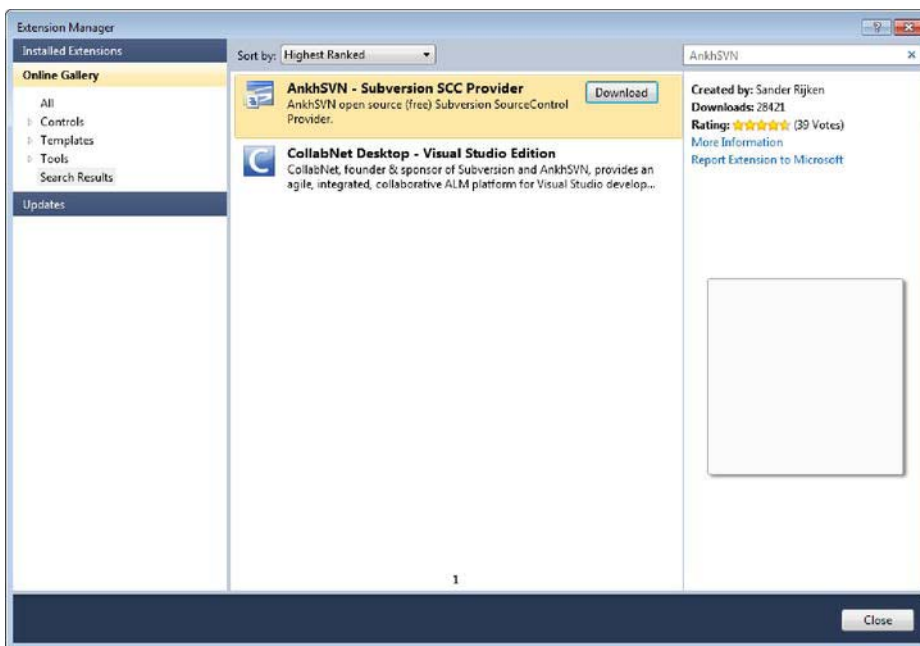 Extension Manager
Installed Extensions
Online Gallery
All
Controls
Templates
Tools
Search Results
Updates
Sort by: Highest Ranked
AnkhSVN - Subversion SCC Provider
AnkhSVN open source (free) Subversion SourceControl
Provider.
Download
CollabNet Desktop - Visual Studio Edition
CollabNet, founder & sponsor of Subversion and AnkhSVN, provides an
agile, integrated, collaborative ALM platform for Visual Studio develop...
1
AnkhSVN
Created by: Sander Rijken
Downloads: 28421
Rating: (39 Votes)
More Information
Report Extension to Microsoft
Close